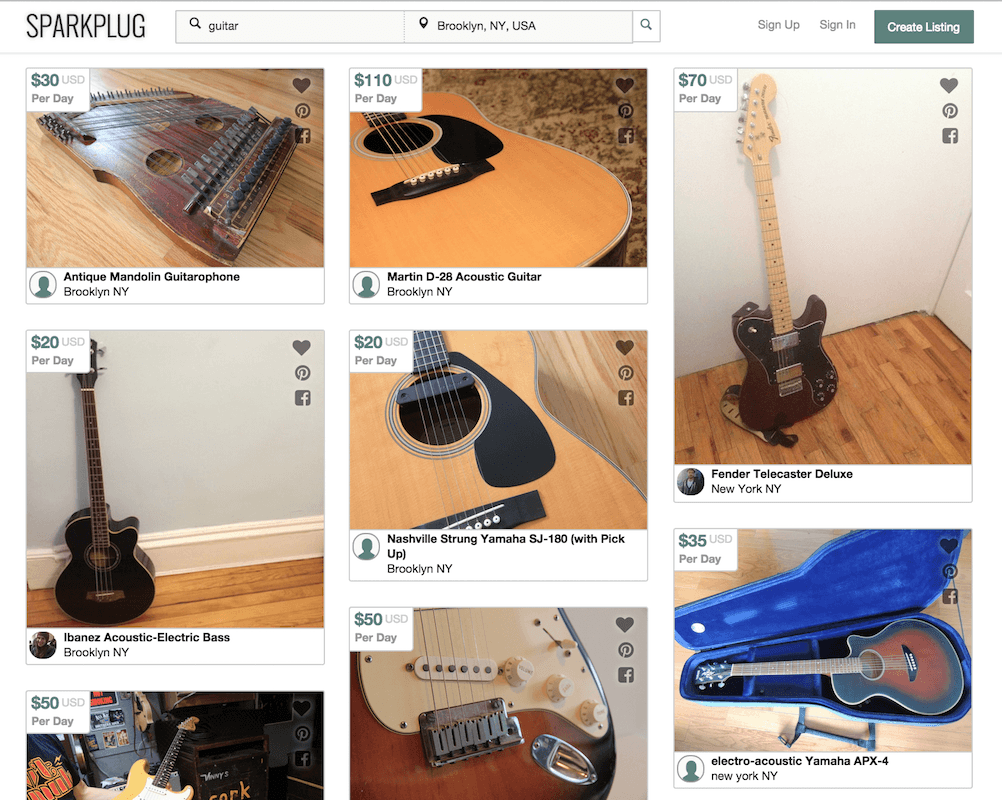 SPARKPLUG
guitar
Brooklyn, NY, USA
Sign Up
Sign In
Create Listing
$30 USD
Per Day
Antique Mandolin Guitarophone
Brooklyn NY
$110 USD
Per Day
Martin D-28 Acoustic Guitar
Brooklyn NY
$70 USD
Per Day
Fender Telecaster Deluxe
New York NY
$20 USD
Per Day
Ibanez Acoustic-Electric Bass
Brooklyn NY
$20 USD
Per Day
Nashville Strung Yamaha SJ-180 (with Pick
Up)
Brooklyn NY
$35 USD
Per Day
electro-acoustic Yamaha APX-4
new york NY
$50 USD
Per Day
$50 USD
Per Day